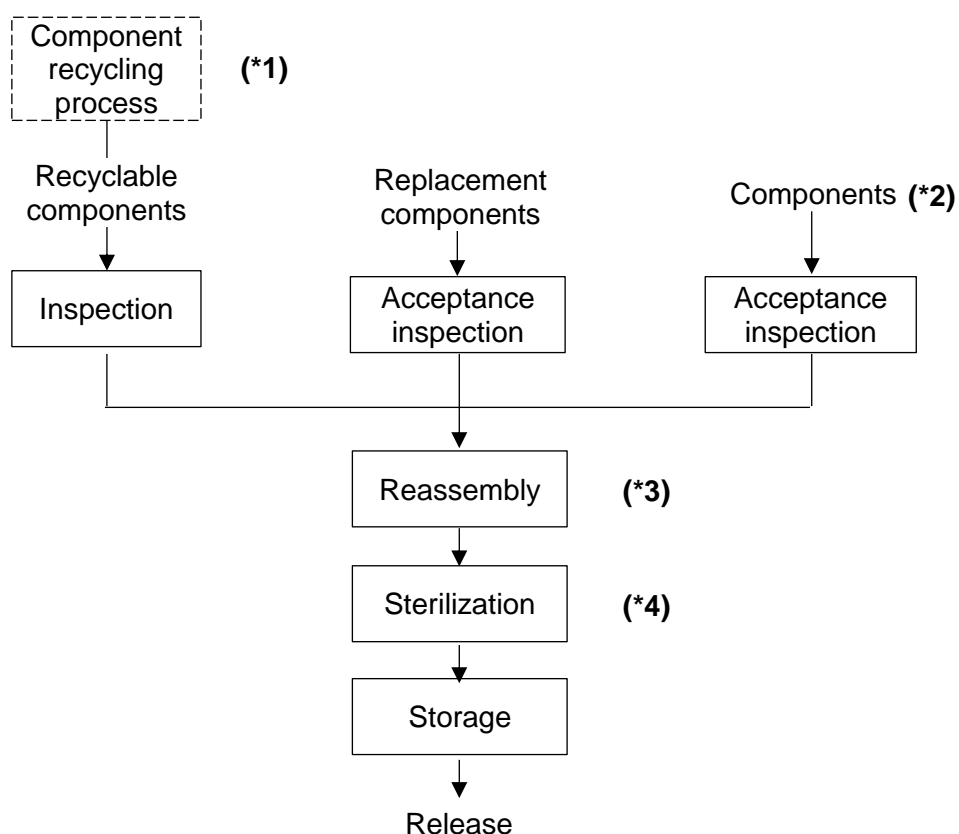 Component
recycling
process
(*1)
Recyclable
components
Replacement
components
Components (*2)
Inspection
Acceptance
inspection
Acceptance
inspection
Reassembly
(*3)
Sterilization
(*4)
Storage
Release